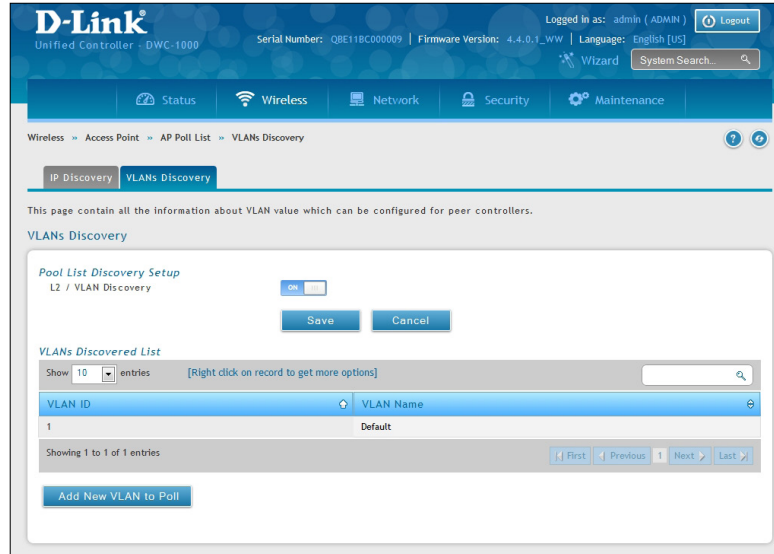 D-Link
Unified Controller - DWC-1000
Logged in as: admin ( ADMIN ) Logout
Serial Number: QBE11BC000009 | Firmware Version: 4.4.0.1_WW | Language: English [US]
Wizard System Search...
Status Wireless Network Security Maintenance
Wireless » Access Point » AP Poll List » VLANs Discovery
IP Discovery VLANs Discovery
This page contain all the information about VLAN value which can be configured for peer controllers.
VLANs Discovery
Pool List Discovery Setup
L2 / VLAN Discovery ON
Save Cancel
VLANs Discovered List
Show 10 entries [Right click on record to get more options]
VLAN ID VLAN Name
1 Default
Showing 1 to 1 of 1 entries First Previous 1 Next Last
Add New VLAN to Poll